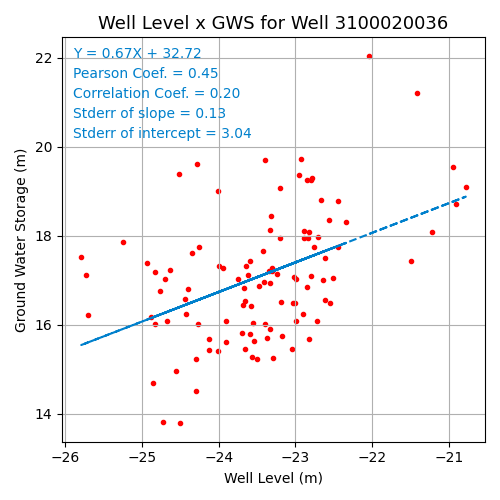 Well Level x GWS for Well 3100020036
Y = 0.67X + 32.72
Pearson Coef. = 0.45
Correlation Coef. = 0.20
Stderr of slope = 0.13
Stderr of intercept = 3.04
Ground Water Storage (m)
22
20
18
16
14
−26 −25 −24 −23 −22 −21
Well Level (m)